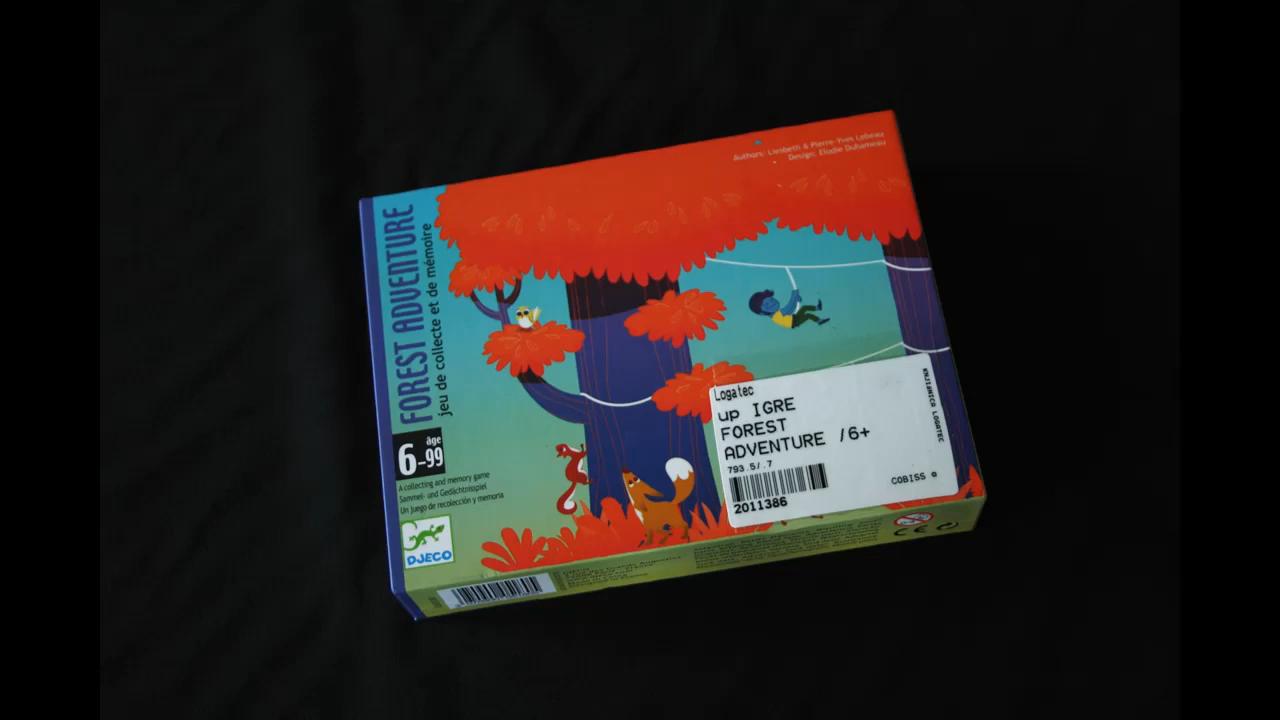 Authors: Liesbeth & Pierre-Yves Lebeau
Design: Elodie Duhameau
FOREST ADVENTURE
jeu de collecte et de mémoire
âge
6-99
A collecting and memory game
Sammel- und Gedächtnisspiel
Un juego de recolección y memoria
DJECO
Logatec
up IGRE
FOREST
ADVENTURE /6+
793.5/.7
2011386
COBISS
KNJIŽNICA LOGATEC
CE